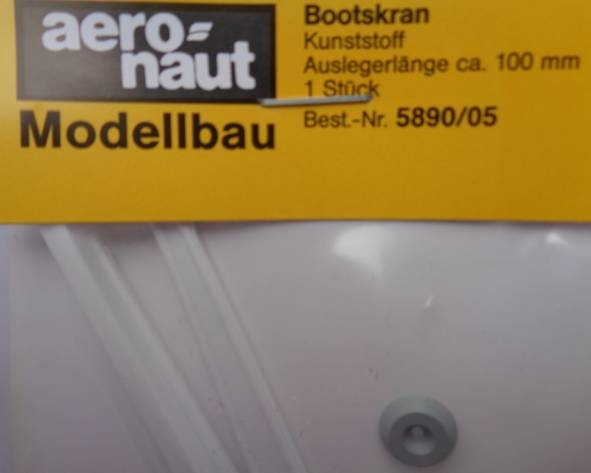 aero-
naut
Modellbau
Bootskran
Kunststoff
Auslegerlänge ca. 100 mm
1 Stück
Best.-Nr. 5890/05